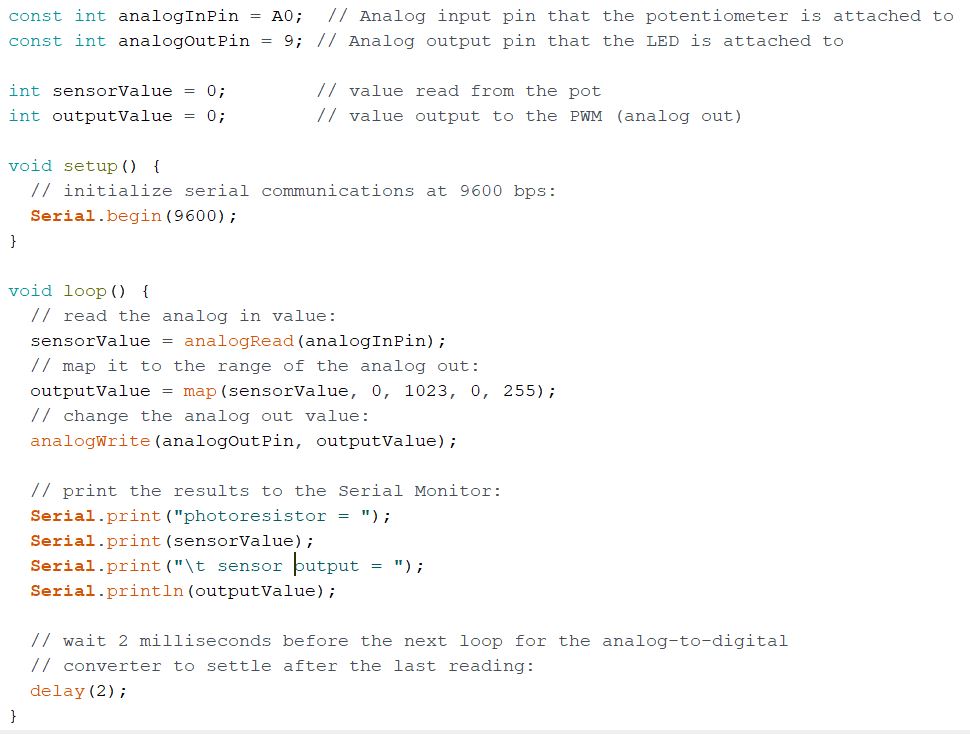 const int analogInPin = A0;  // Analog input pin that the potentiometer is attached to
const int analogOutPin = 9; // Analog output pin that the LED is attached to

int sensorValue = 0;        // value read from the pot
int outputValue = 0;        // value output to the PWM (analog out)

void setup() {
  // initialize serial communications at 9600 bps:
  Serial.begin(9600);
}

void loop() {
  // read the analog in value:
  sensorValue = analogRead(analogInPin);
  // map it to the range of the analog out:
  outputValue = map(sensorValue, 0, 1023, 0, 255);
  // change the analog out value:
  analogWrite(analogOutPin, outputValue);

  // print the results to the Serial Monitor:
  Serial.print("photoresistor = ");
  Serial.print(sensorValue);
  Serial.print("\t sensor output = ");
  Serial.println(outputValue);

  // wait 2 milliseconds before the next loop for the analog-to-digital
  // converter to settle after the last reading:
  delay(2);
}